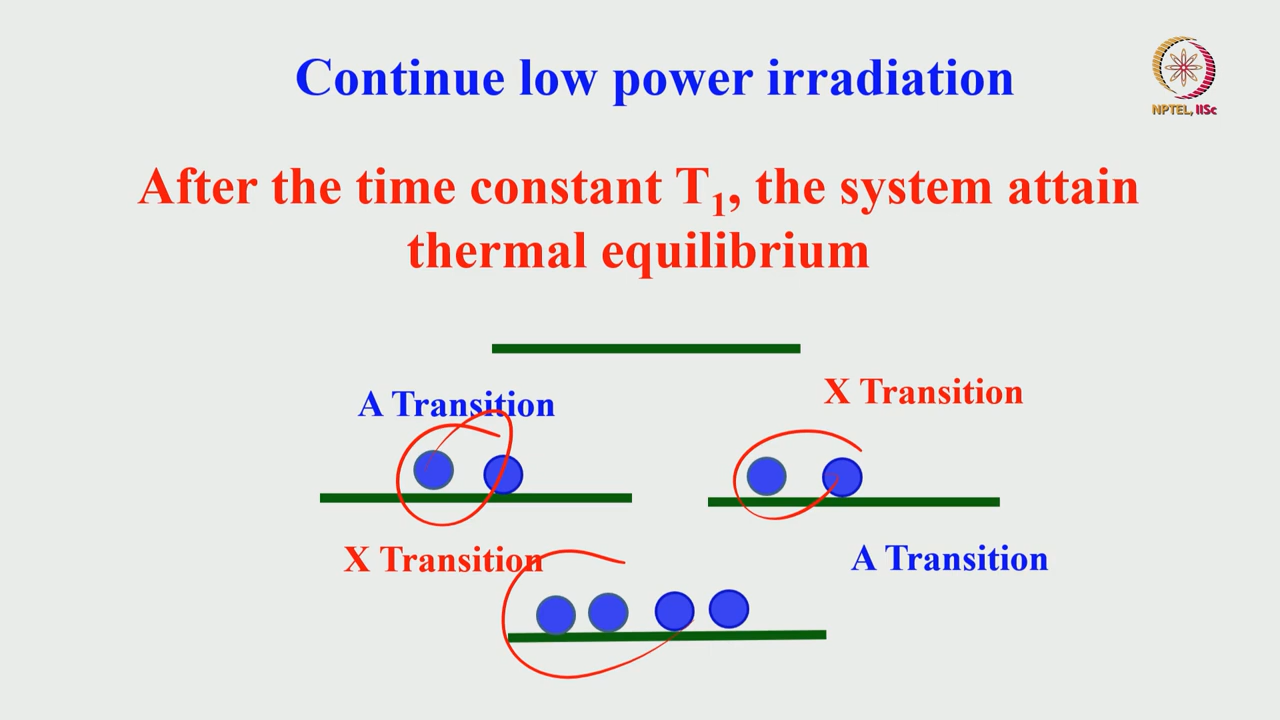 Continue low power irradiation
NPTEL, IISc
After the time constant T₁, the system attain
thermal equilibrium
A Transition
X Transition
X Transition
A Transition